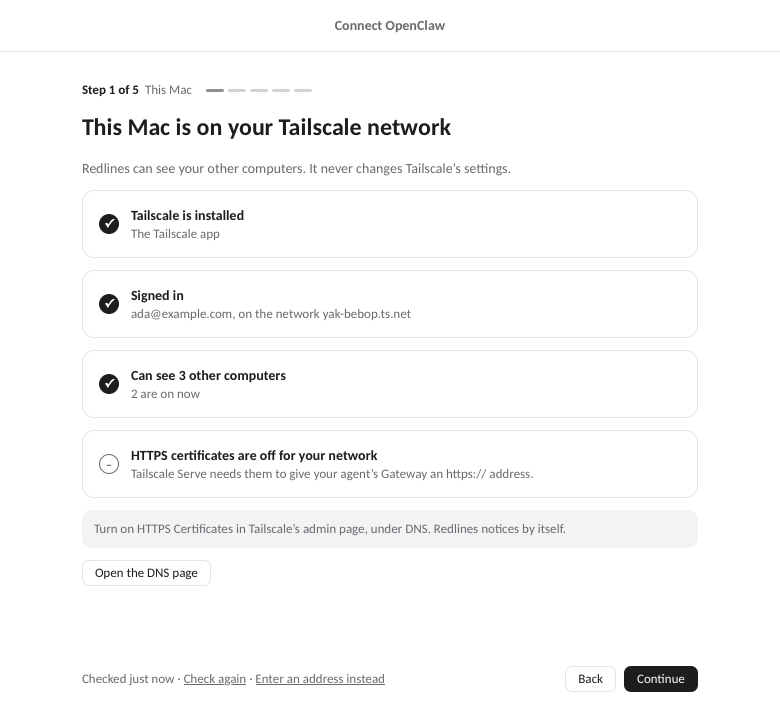 Connect OpenClaw
Step 1 of 5 This Mac
This Mac is on your Tailscale network
Redlines can see your other computers. It never changes Tailscale’s settings.
Tailscale is installed
The Tailscale app
Signed in
ada@example.com, on the network yak-bebop.ts.net
Can see 3 other computers
2 are on now
HTTPS certificates are off for your network
Tailscale Serve needs them to give your agent’s Gateway an https:// address.
Turn on HTTPS Certificates in Tailscale’s admin page, under DNS. Redlines notices by itself.
Open the DNS page
Checked just now · Check again · Enter an address instead
Back
Continue